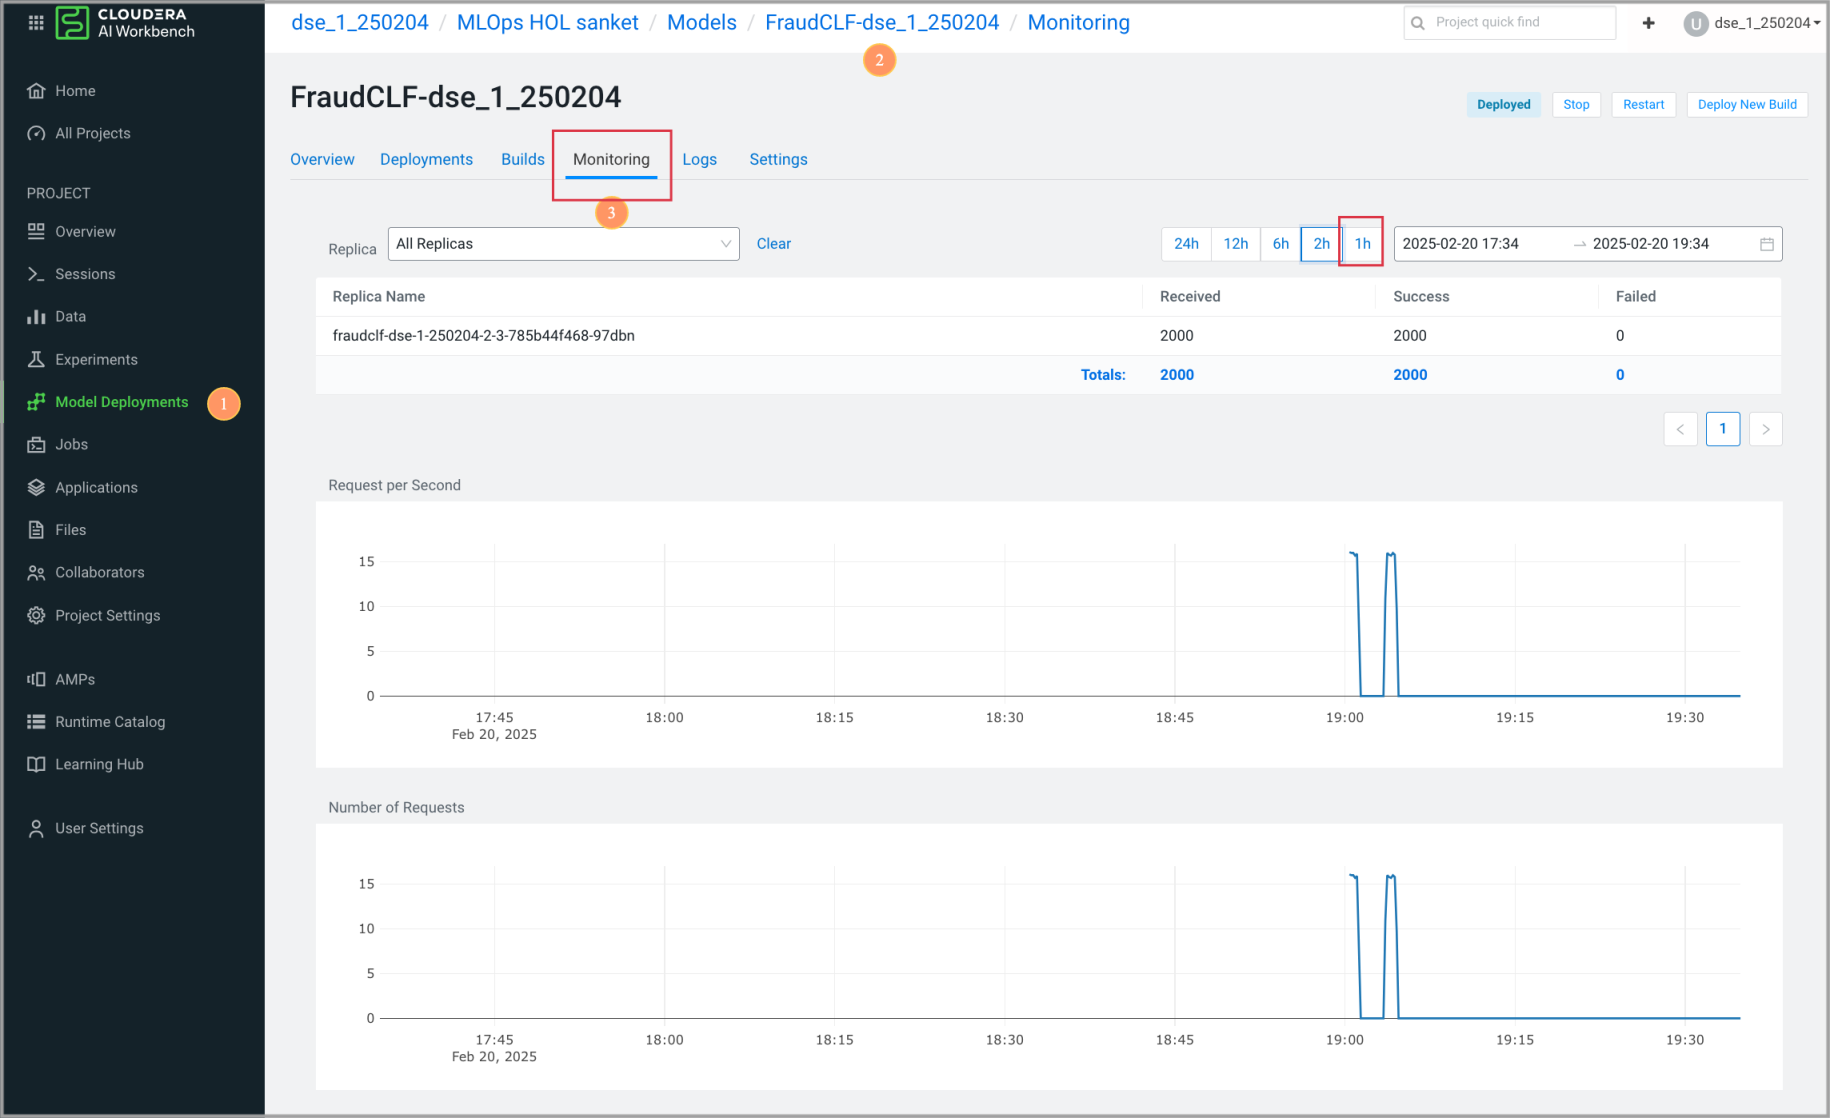 CLOUDERA
AI Workbench
dse_1_250204 / MLOps HOL sanket / Models / FraudCLF-dse_1_250204 / Monitoring
Project quick find
+
U dse_1_250204
2
Home
All Projects
PROJECT
Overview
Sessions
Data
Experiments
Model Deployments
1
Jobs
Applications
Files
Collaborators
Project Settings
AMPs
Runtime Catalog
Learning Hub
User Settings
FraudCLF-dse_1_250204
Deployed Stop Restart Deploy New Build
Overview Deployments Builds Monitoring Logs Settings
3
Replica All Replicas Clear 24h 12h 6h 2h 1h 2025-02-20 17:34 → 2025-02-20 19:34
Replica Name Received Success Failed
fraudclf-dse-1-250204-2-3-785b44f468-97dbn 2000 2000 0
Totals: 2000 2000 0
< 1 >
Request per Second
15
10
5
0
17:45 18:00 18:15 18:30 18:45 19:00 19:15 19:30
Feb 20, 2025
Number of Requests
15
10
5
0
17:45 18:00 18:15 18:30 18:45 19:00 19:15 19:30
Feb 20, 2025